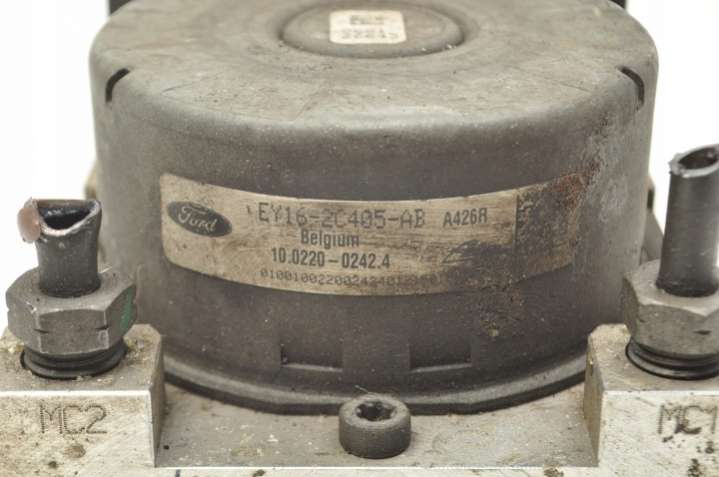 Ford
EY16-2C405-AB A426R
Belgium
10.0220-0242.4
MC2
MC1